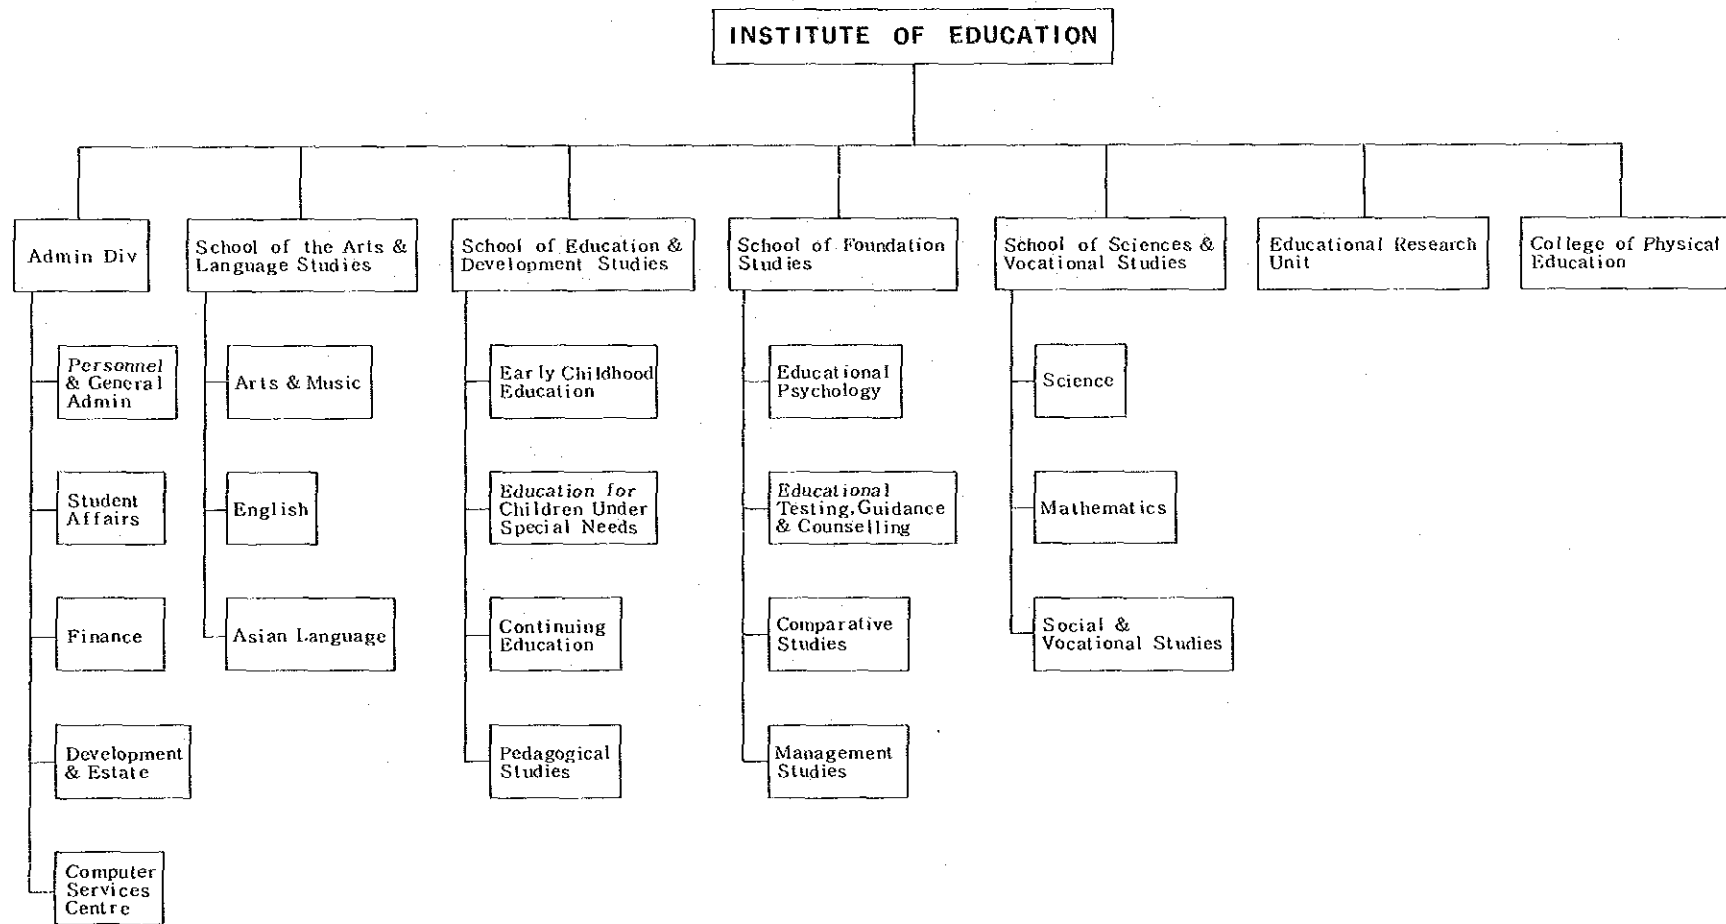 INSTITUTE OF EDUCATION
Admin Div
School of the Arts &
Language Studies
School of Education &
Development Studies
School of Foundation
Studies
School of Sciences &
Vocational Studies
Educational Research
Unit
College of Physical
Education
Personnel
& General
Admin
Student
Affairs
Finance
Development
& Estate
Computer
Services
Centre
Arts & Music
English
Asian Language
Early Childhood
Education
Education for
Children Under
Special Needs
Continuing
Education
Pedagogical
Studies
Educational
Psychology
Educational
Testing, Guidance
& Counselling
Comparative
Studies
Management
Studies
Science
Mathematics
Social &
Vocational Studies